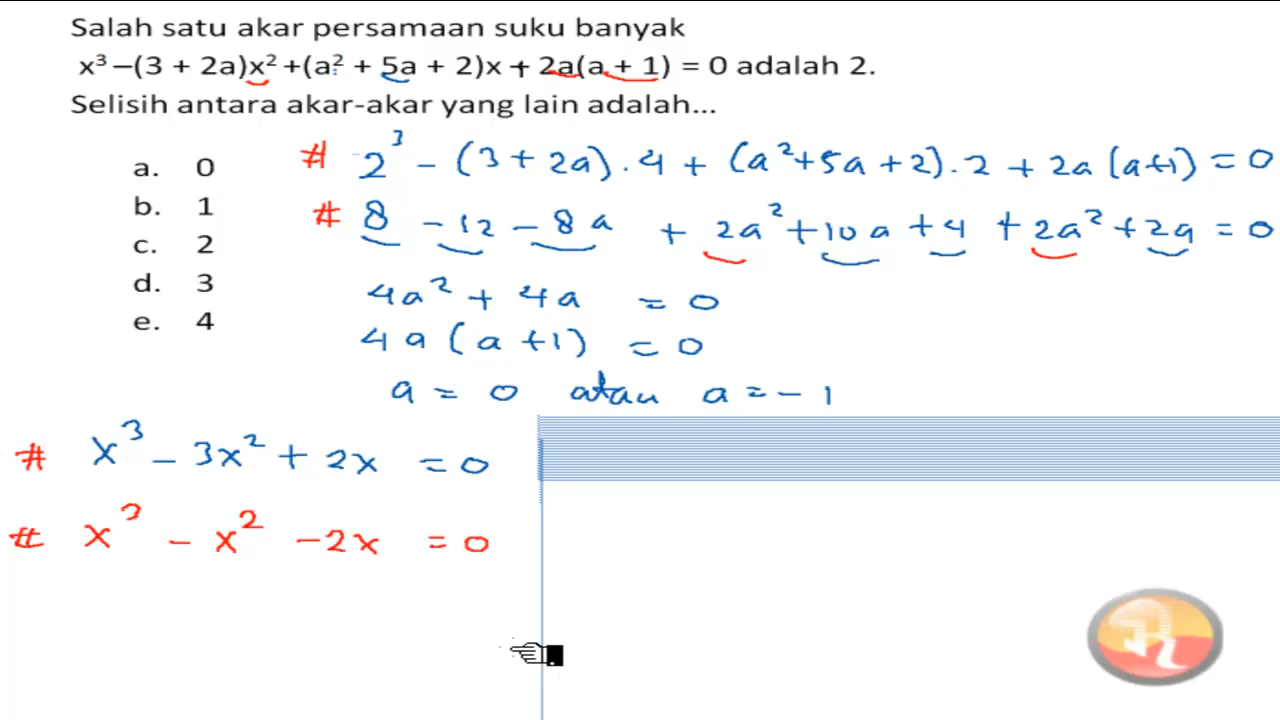 Salah satu akar persamaan suku banyak
x³ −(3 + 2a)x² +(a² + 5a + 2)x + 2a(a + 1) = 0 adalah 2.
Selisih antara akar-akar yang lain adalah...
a. 0
b. 1
c. 2
d. 3
e. 4
# 2³ − (3 + 2a) . 4 + (a² + 5a + 2) . 2 + 2a (a+1) = 0
# 8 − 12 − 8a + 2a² + 10a + 4 + 2a² + 2a = 0
4a² + 4a = 0
4a (a + 1) = 0
a = 0 atau a = − 1
# x³ − 3x² + 2x = 0
# x³ − x² − 2x = 0